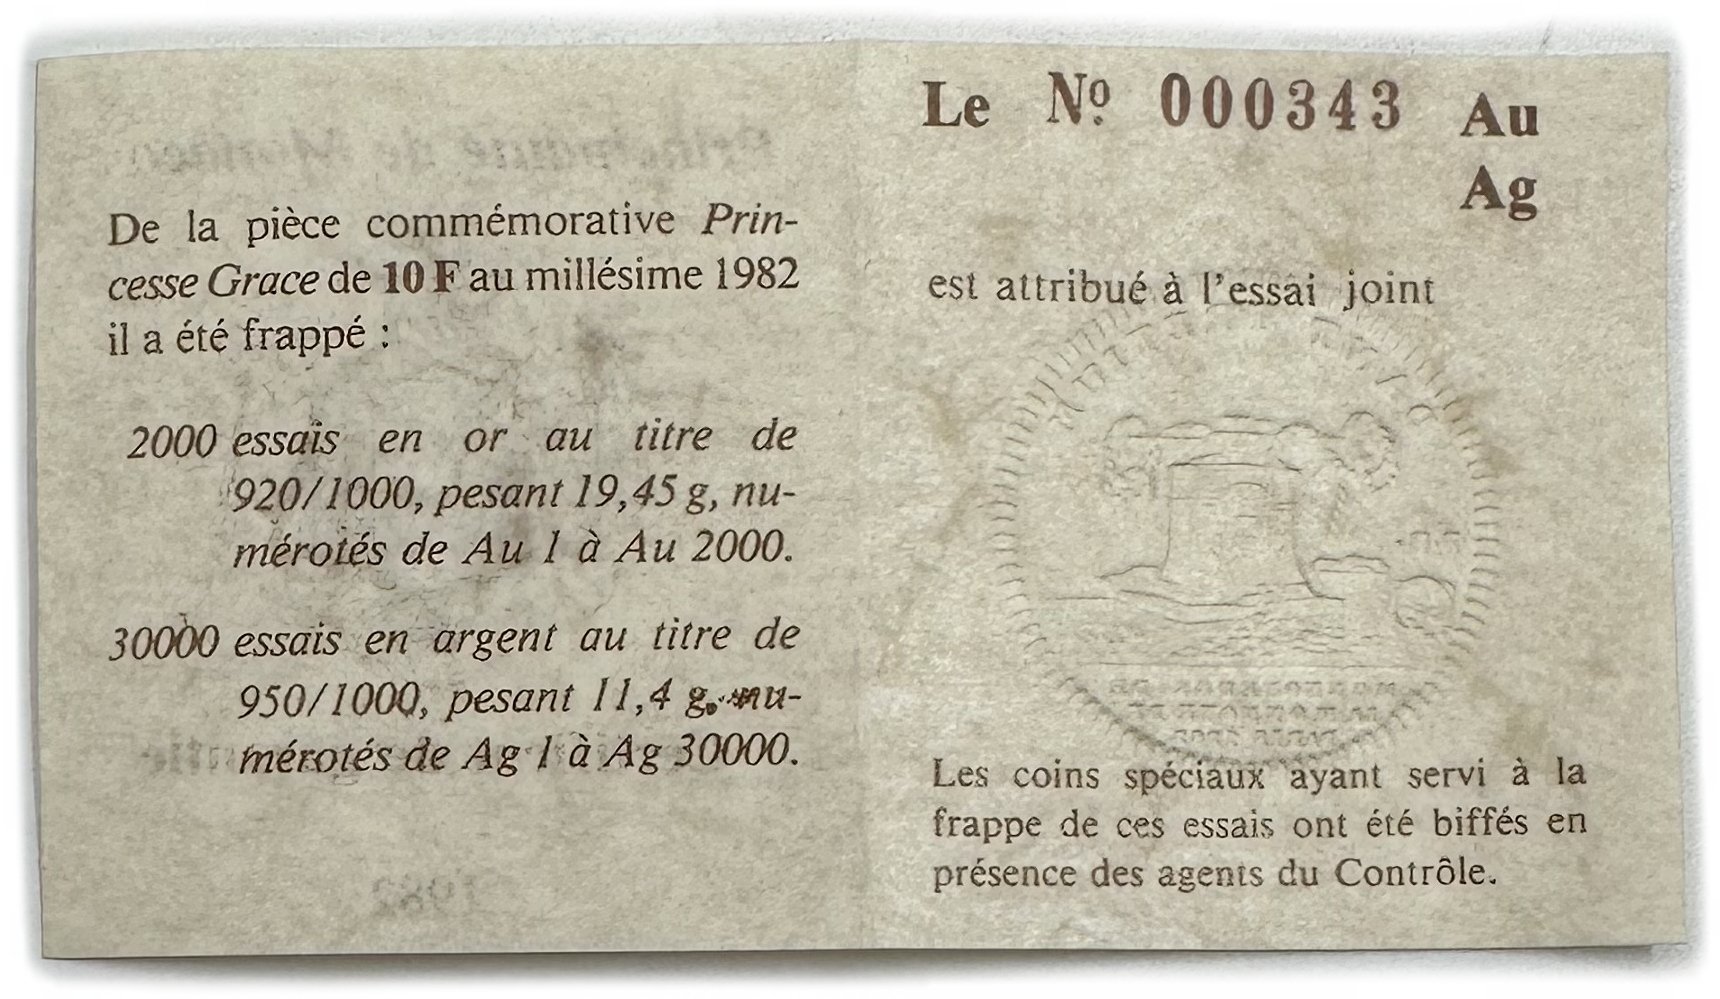 De la pièce commémorative Prin-
cesse Grace de 10 F au millésime 1982
il a été frappé :
2000 essais en or au titre de
920/1000, pesant 19,45 g, nu-
mérotés de Au 1 à Au 2000.
30000 essais en argent au titre de
950/1000, pesant 11,4 g. nu-
mérotés de Ag 1 à Ag 30000.
Le Nº 000343 Au
Ag
est attribué à l'essai joint
Les coins spéciaux ayant servi à la
frappe de ces essais ont été biffés en
présence des agents du Contrôle.